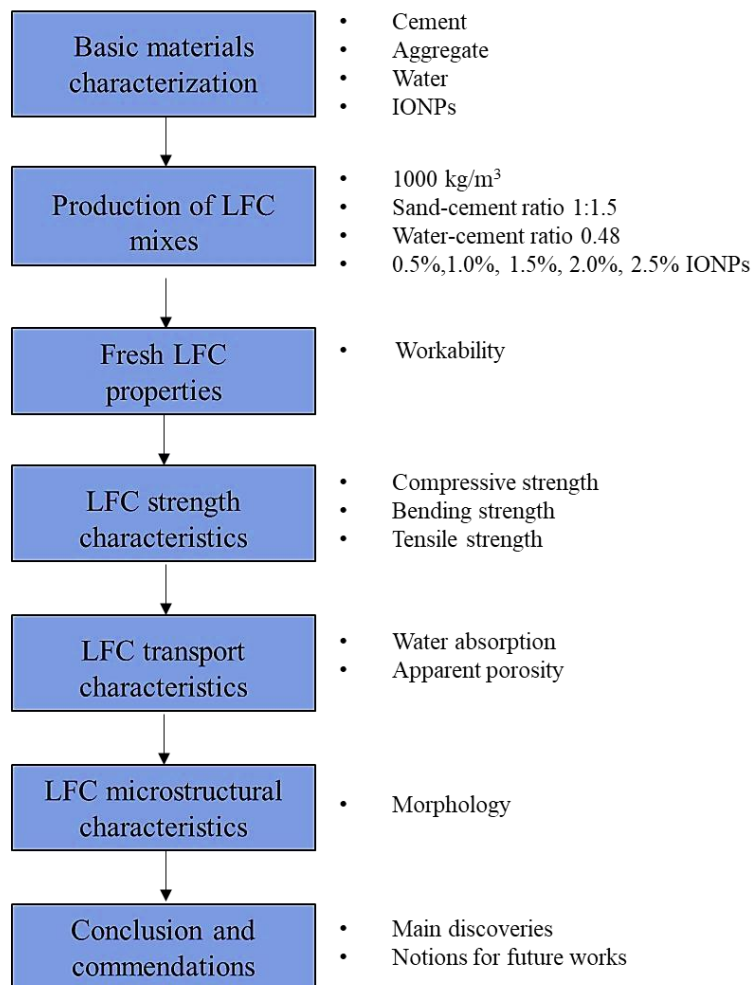 Basic materials
characterization
• Cement
• Aggregate
• Water
• IONPs
Production of LFC
mixes
• 1000 kg/m³
• Sand-cement ratio 1:1.5
• Water-cement ratio 0.48
• 0.5%,1.0%, 1.5%, 2.0%, 2.5% IONPs
Fresh LFC
properties
• Workability
LFC strength
characteristics
• Compressive strength
• Bending strength
• Tensile strength
LFC transport
characteristics
• Water absorption
• Apparent porosity
LFC microstructural
characteristics
• Morphology
Conclusion and
commendations
• Main discoveries
• Notions for future works